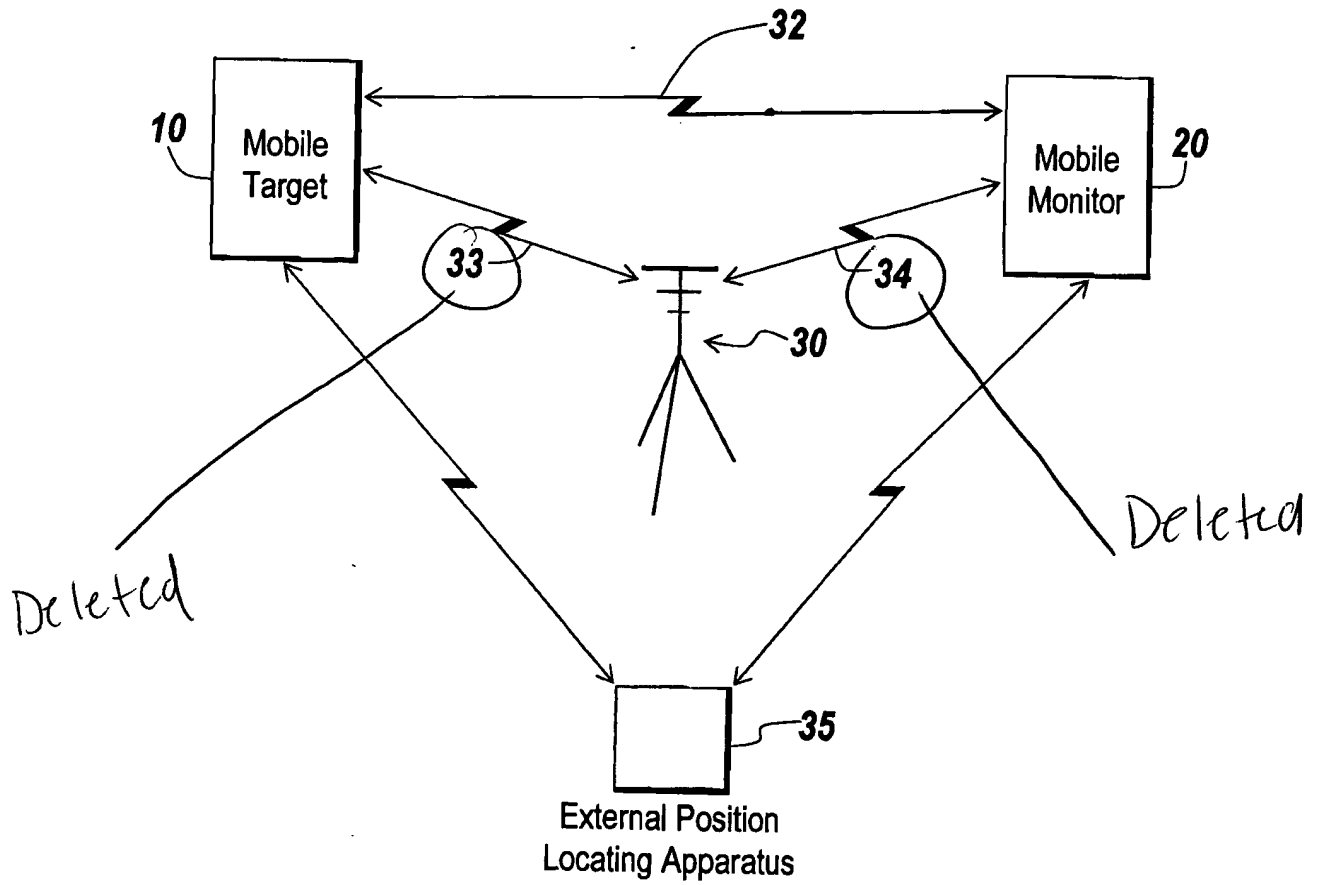 32
10
Mobile
Target
Mobile
Monitor
20
33
34
30
Deleted
Deleted
35
External Position
Locating Apparatus